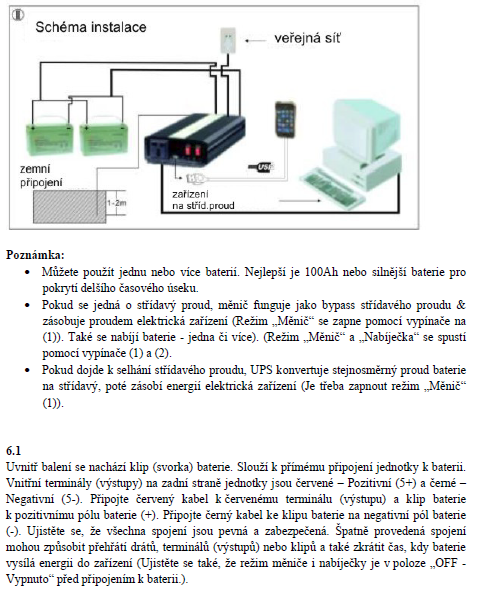 II
Schéma instalace
veřejná síť
zemní
připojení
1-2m
USB
zařízení
na stříd.proud
Poznámka:
• Můžete použít jednu nebo více baterií. Nejlepší je 100Ah nebo silnější baterie pro
pokrytí delšího časového úseku.
• Pokud se jedná o střídavý proud, měnič funguje jako bypass střídavého proudu &
zásobuje proudem elektrická zařízení (Režim „Měnič“ se zapne pomocí vypínače na
(1)). Také se nabíjí baterie - jedna či více). (Režim „Měnič“ a „Nabíječka“ se spustí
pomocí vypínače (1) a (2).
• Pokud dojde k selhání střídavého proudu, UPS konvertuje stejnosměrný proud baterie
na střídavý, poté zásobí energií elektrická zařízení (Je třeba zapnout režim „Měnič“
(1)).
6.1
Uvnitř balení se nachází klip (svorka) baterie. Slouží k přímému připojení jednotky k baterii.
Vnitřní terminály (výstupy) na zadní straně jednotky jsou červené – Pozitivní (5+) a černé –
Negativní (5-). Připojte červený kabel k červenému terminálu (výstupu) a klip baterie
k pozitivnímu pólu baterie (+). Připojte černý kabel ke klipu baterie na negativní pól baterie
(-). Ujistěte se, že všechna spojení jsou pevná a zabezpečená. Špatně provedená spojení
mohou způsobit přehřátí drátů, terminálů (výstupů) nebo klipů a také zkrátit čas, kdy baterie
vysílá energii do zařízení (Ujistěte se také, že režim měniče i nabíječky je v poloze „OFF -
Vypnuto“ před připojením k baterii.).